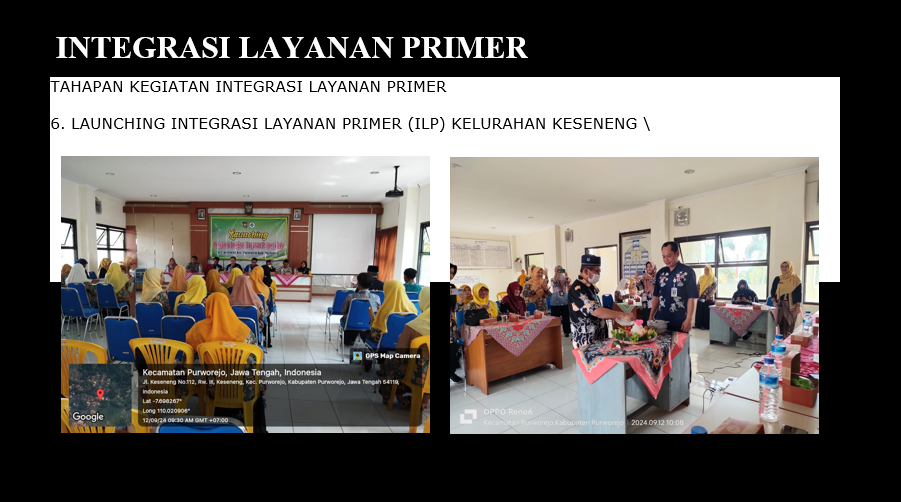 INTEGRASI LAYANAN PRIMER
TAHAPAN KEGIATAN INTEGRASI LAYANAN PRIMER
6. LAUNCHING INTEGRASI LAYANAN PRIMER (ILP) KELURAHAN KESENENG \
Launching
GPS Map Camera
Kecamatan Purworejo, Jawa Tengah, Indonesia
Jl. Keseneng No.112, Rw. III, Keseneng, Kec. Purworejo, Kabupaten Purworejo, Jawa Tengah 54119,
Indonesia
Lat -7.698267°
Long 110.020906°
12/09/24 09:30 AM GMT +07:00
Google
OPPO Reno8
Kecamatan Purworejo,Kabupaten Purworejo | 2024.09.12 10:08